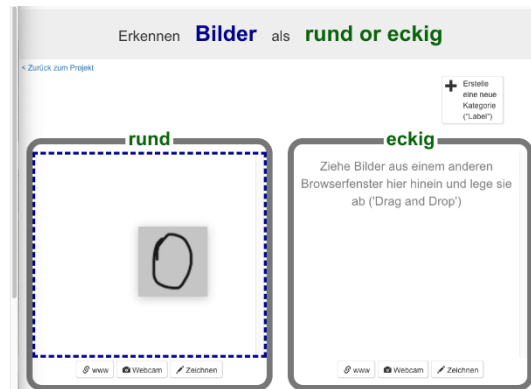 Erkennen Bilder als rund or eckig
< Zurück zum Projekt
Erstelle
eine neue
Kategorie
("Label")
rund
eckig
Ziehe Bilder aus einem anderen
Browserfenster hier hinein und lege sie
ab ('Drag and Drop')
www Webcam Zeichnen
www Webcam Zeichnen